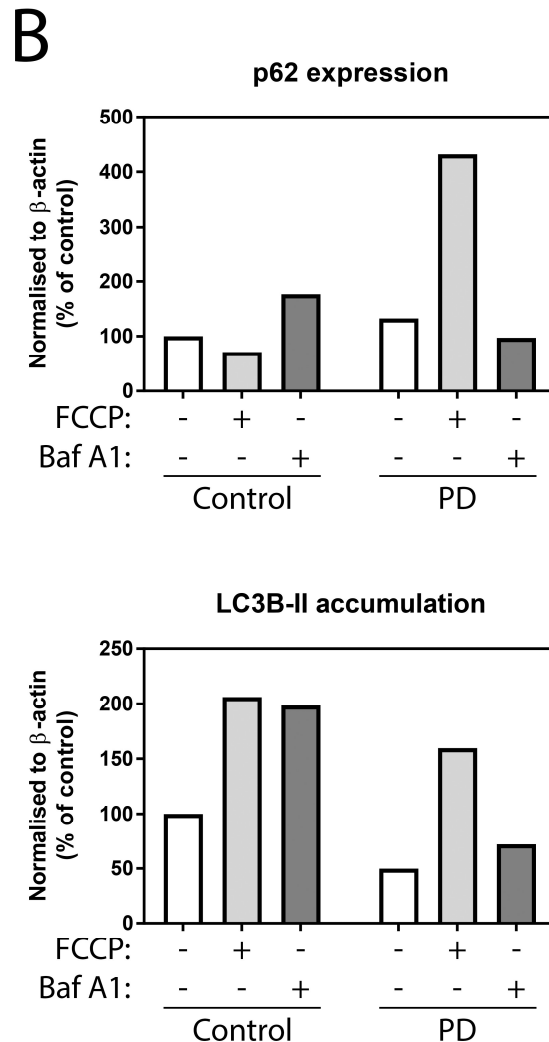 B
p62 expression
Normalised to β-actin
(% of control)
500
400
300
200
100
0
FCCP: - + - - + -
Baf A1: - - + - - +
Control PD
LC3B-II accumulation
Normalised to β-actin
(% of control)
250
200
150
100
50
0
FCCP: - + - - + -
Baf A1: - - + - - +
Control PD